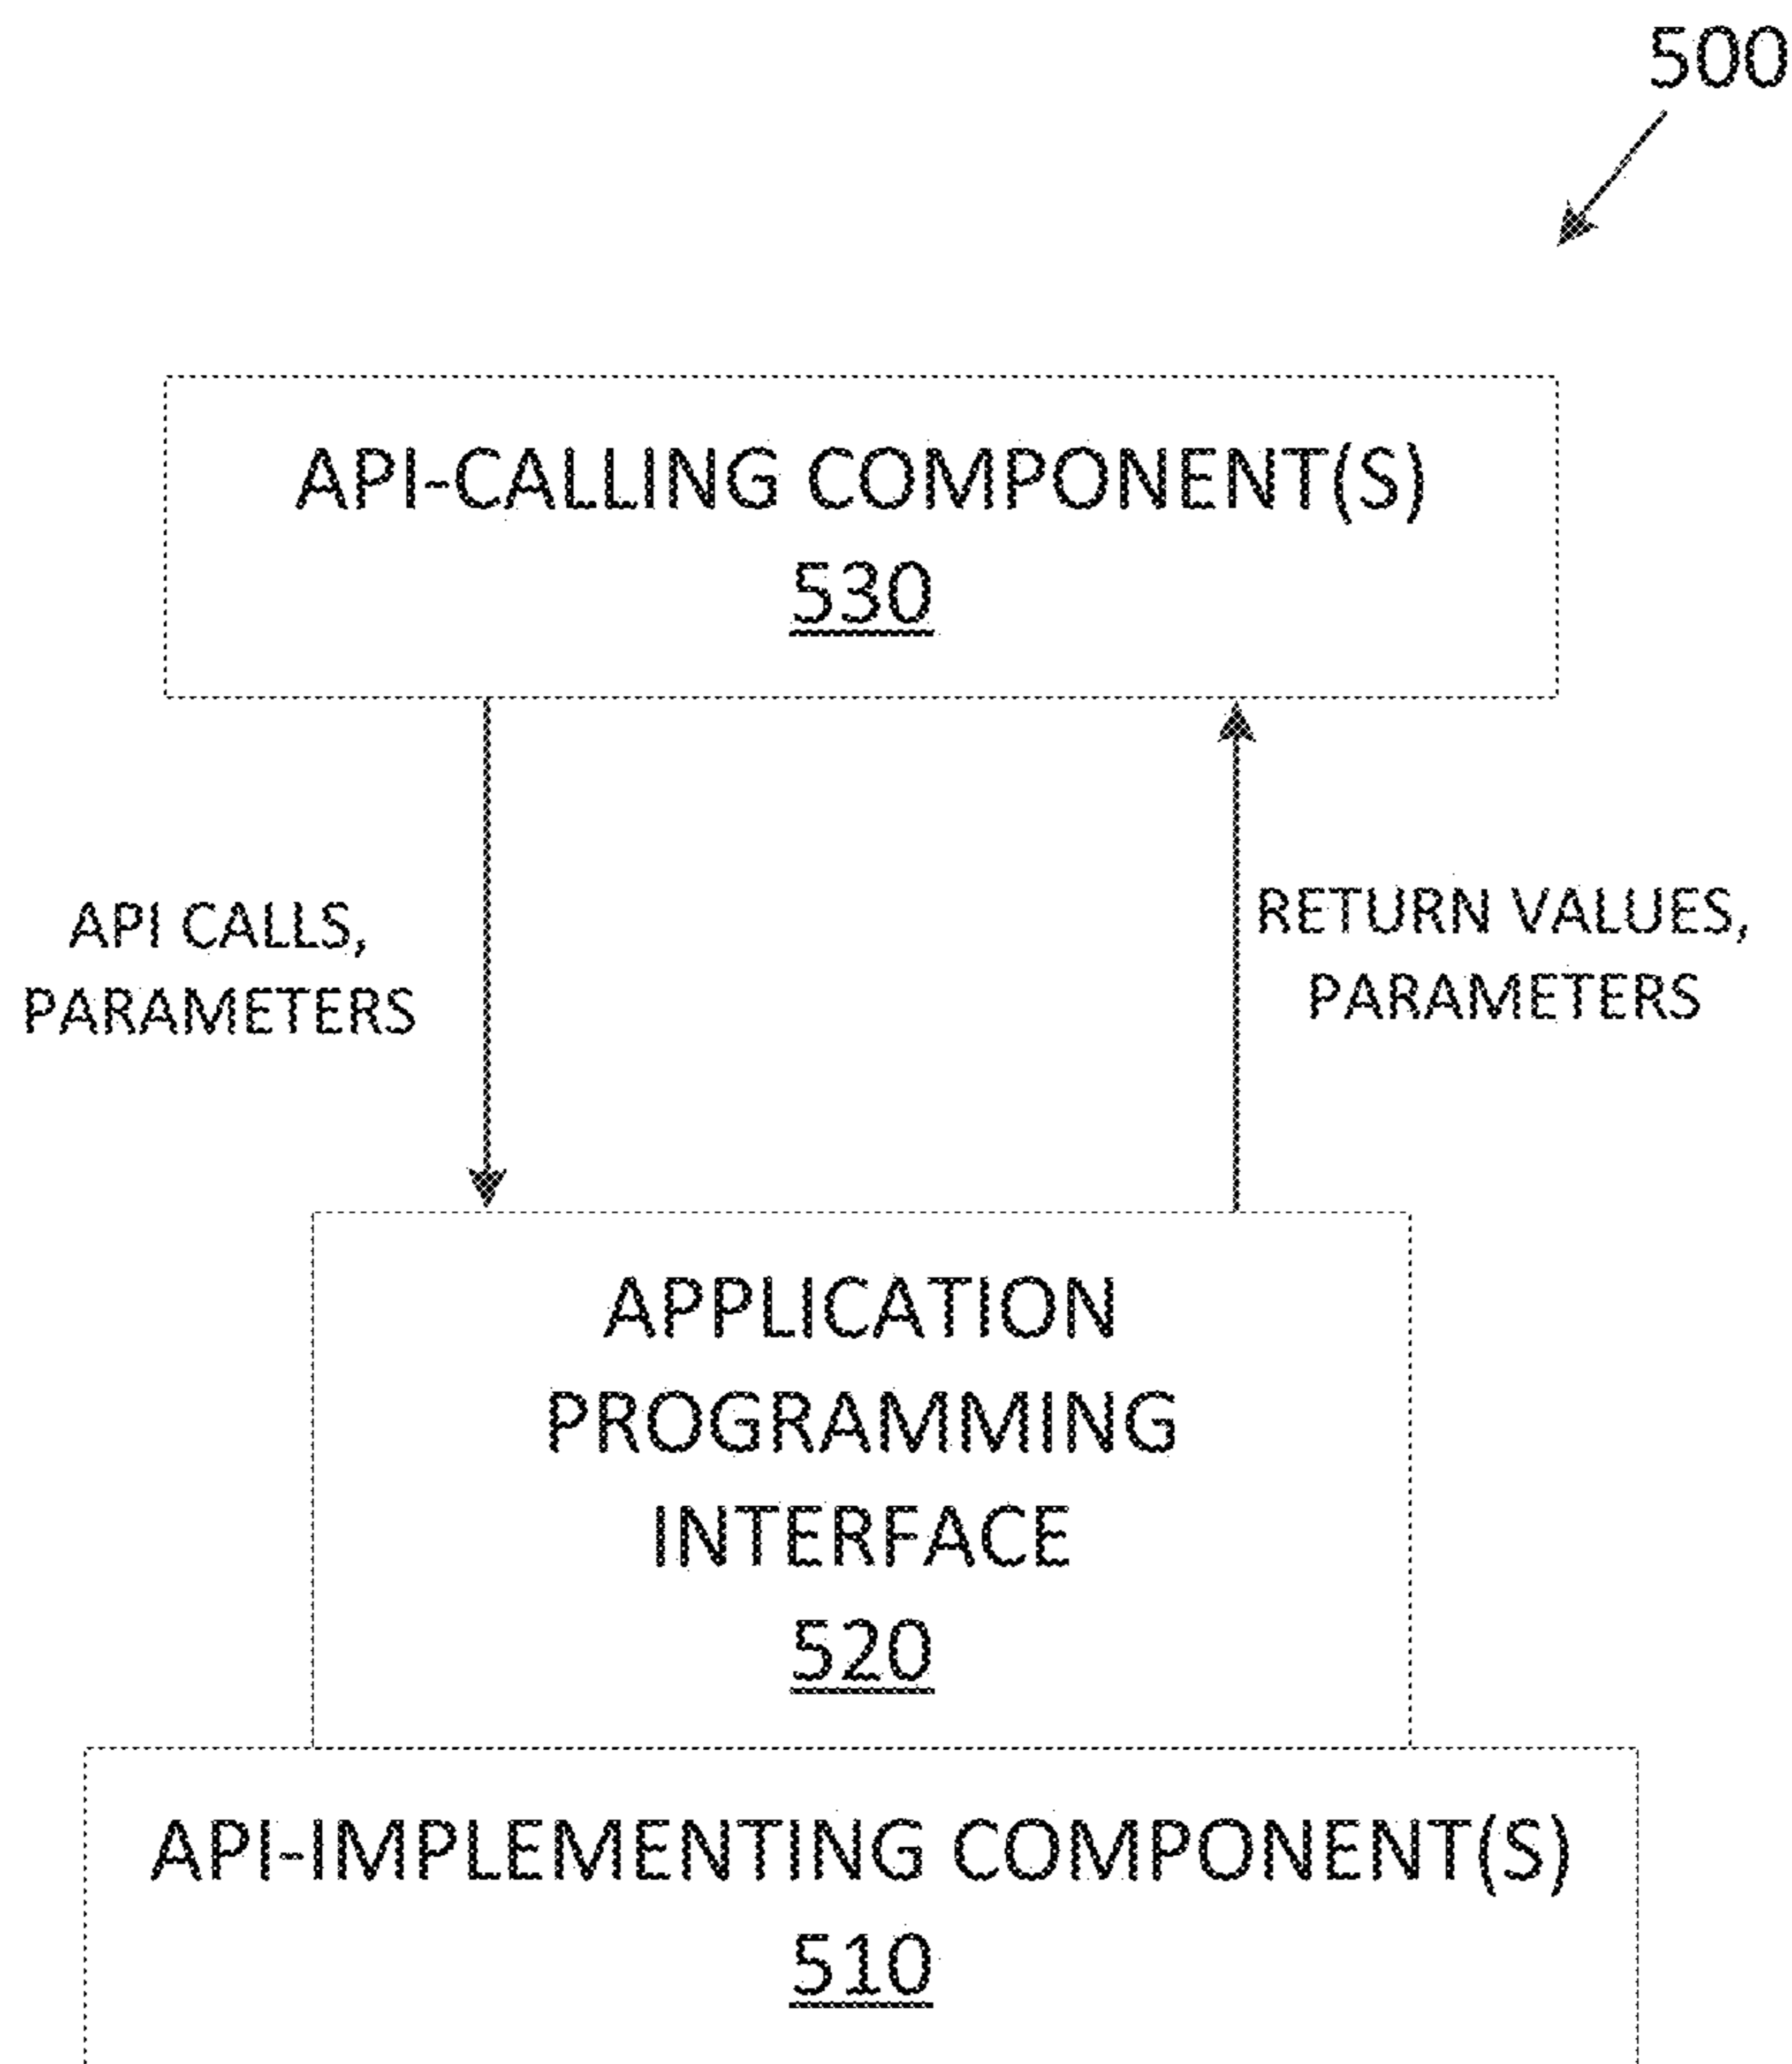 500
API-CALLING COMPONENT(S)
530
API CALLS,
PARAMETERS
RETURN VALUES,
PARAMETERS
APPLICATION
PROGRAMMING
INTERFACE
520
API-IMPLEMENTING COMPONENT(S)
510